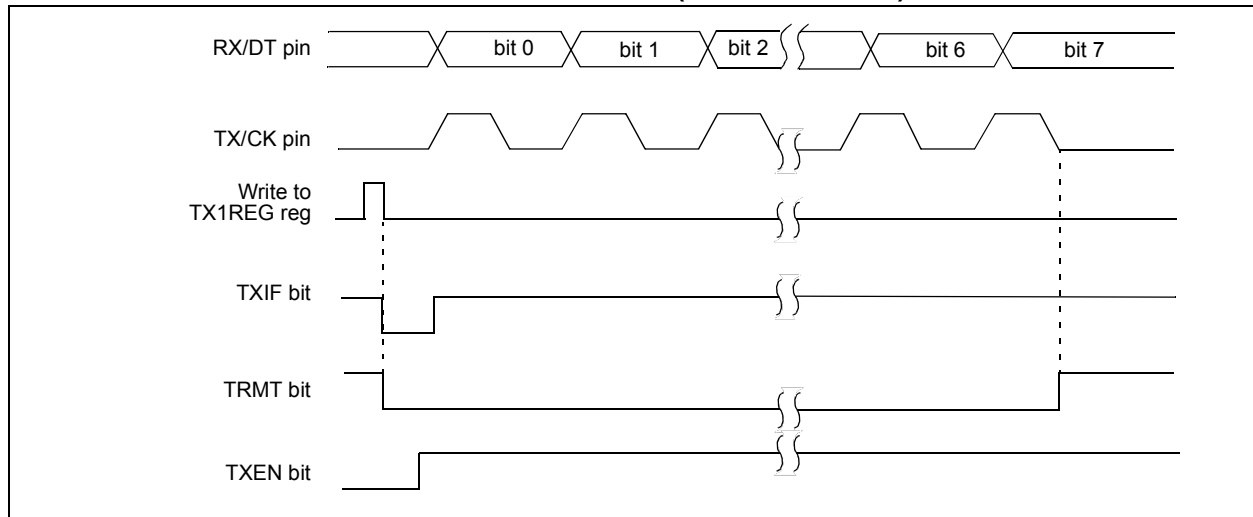 RX/DT pin
bit 0
bit 1
bit 2
bit 6
bit 7
TX/CK pin
Write to
TX1REG reg
TXIF bit
TRMT bit
TXEN bit